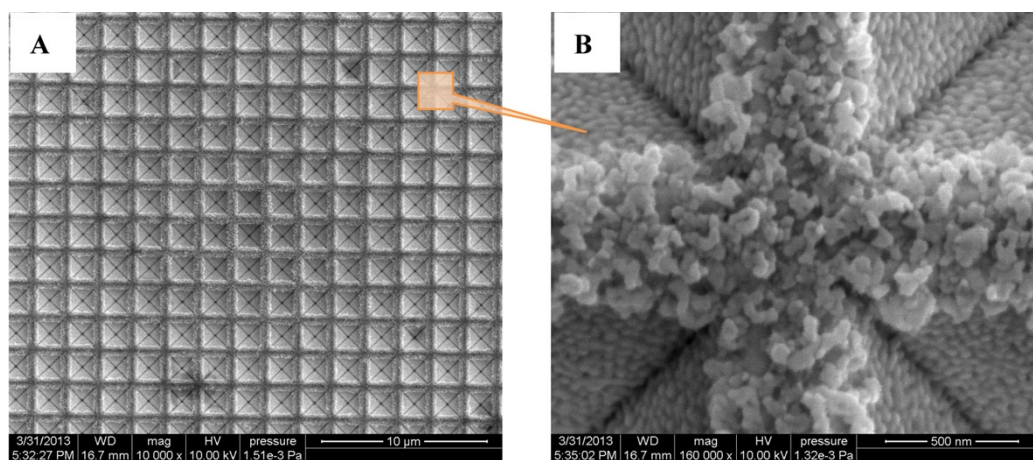 A
B
3/31/2013 WD mag HV pressure 10 µm
5:32:27 PM 16.7 mm 10 000 x 10.00 kV 1.51e-3 Pa
3/31/2013 WD mag HV pressure 500 nm
5:35:02 PM 16.7 mm 160 000 x 10.00 kV 1.32e-3 Pa